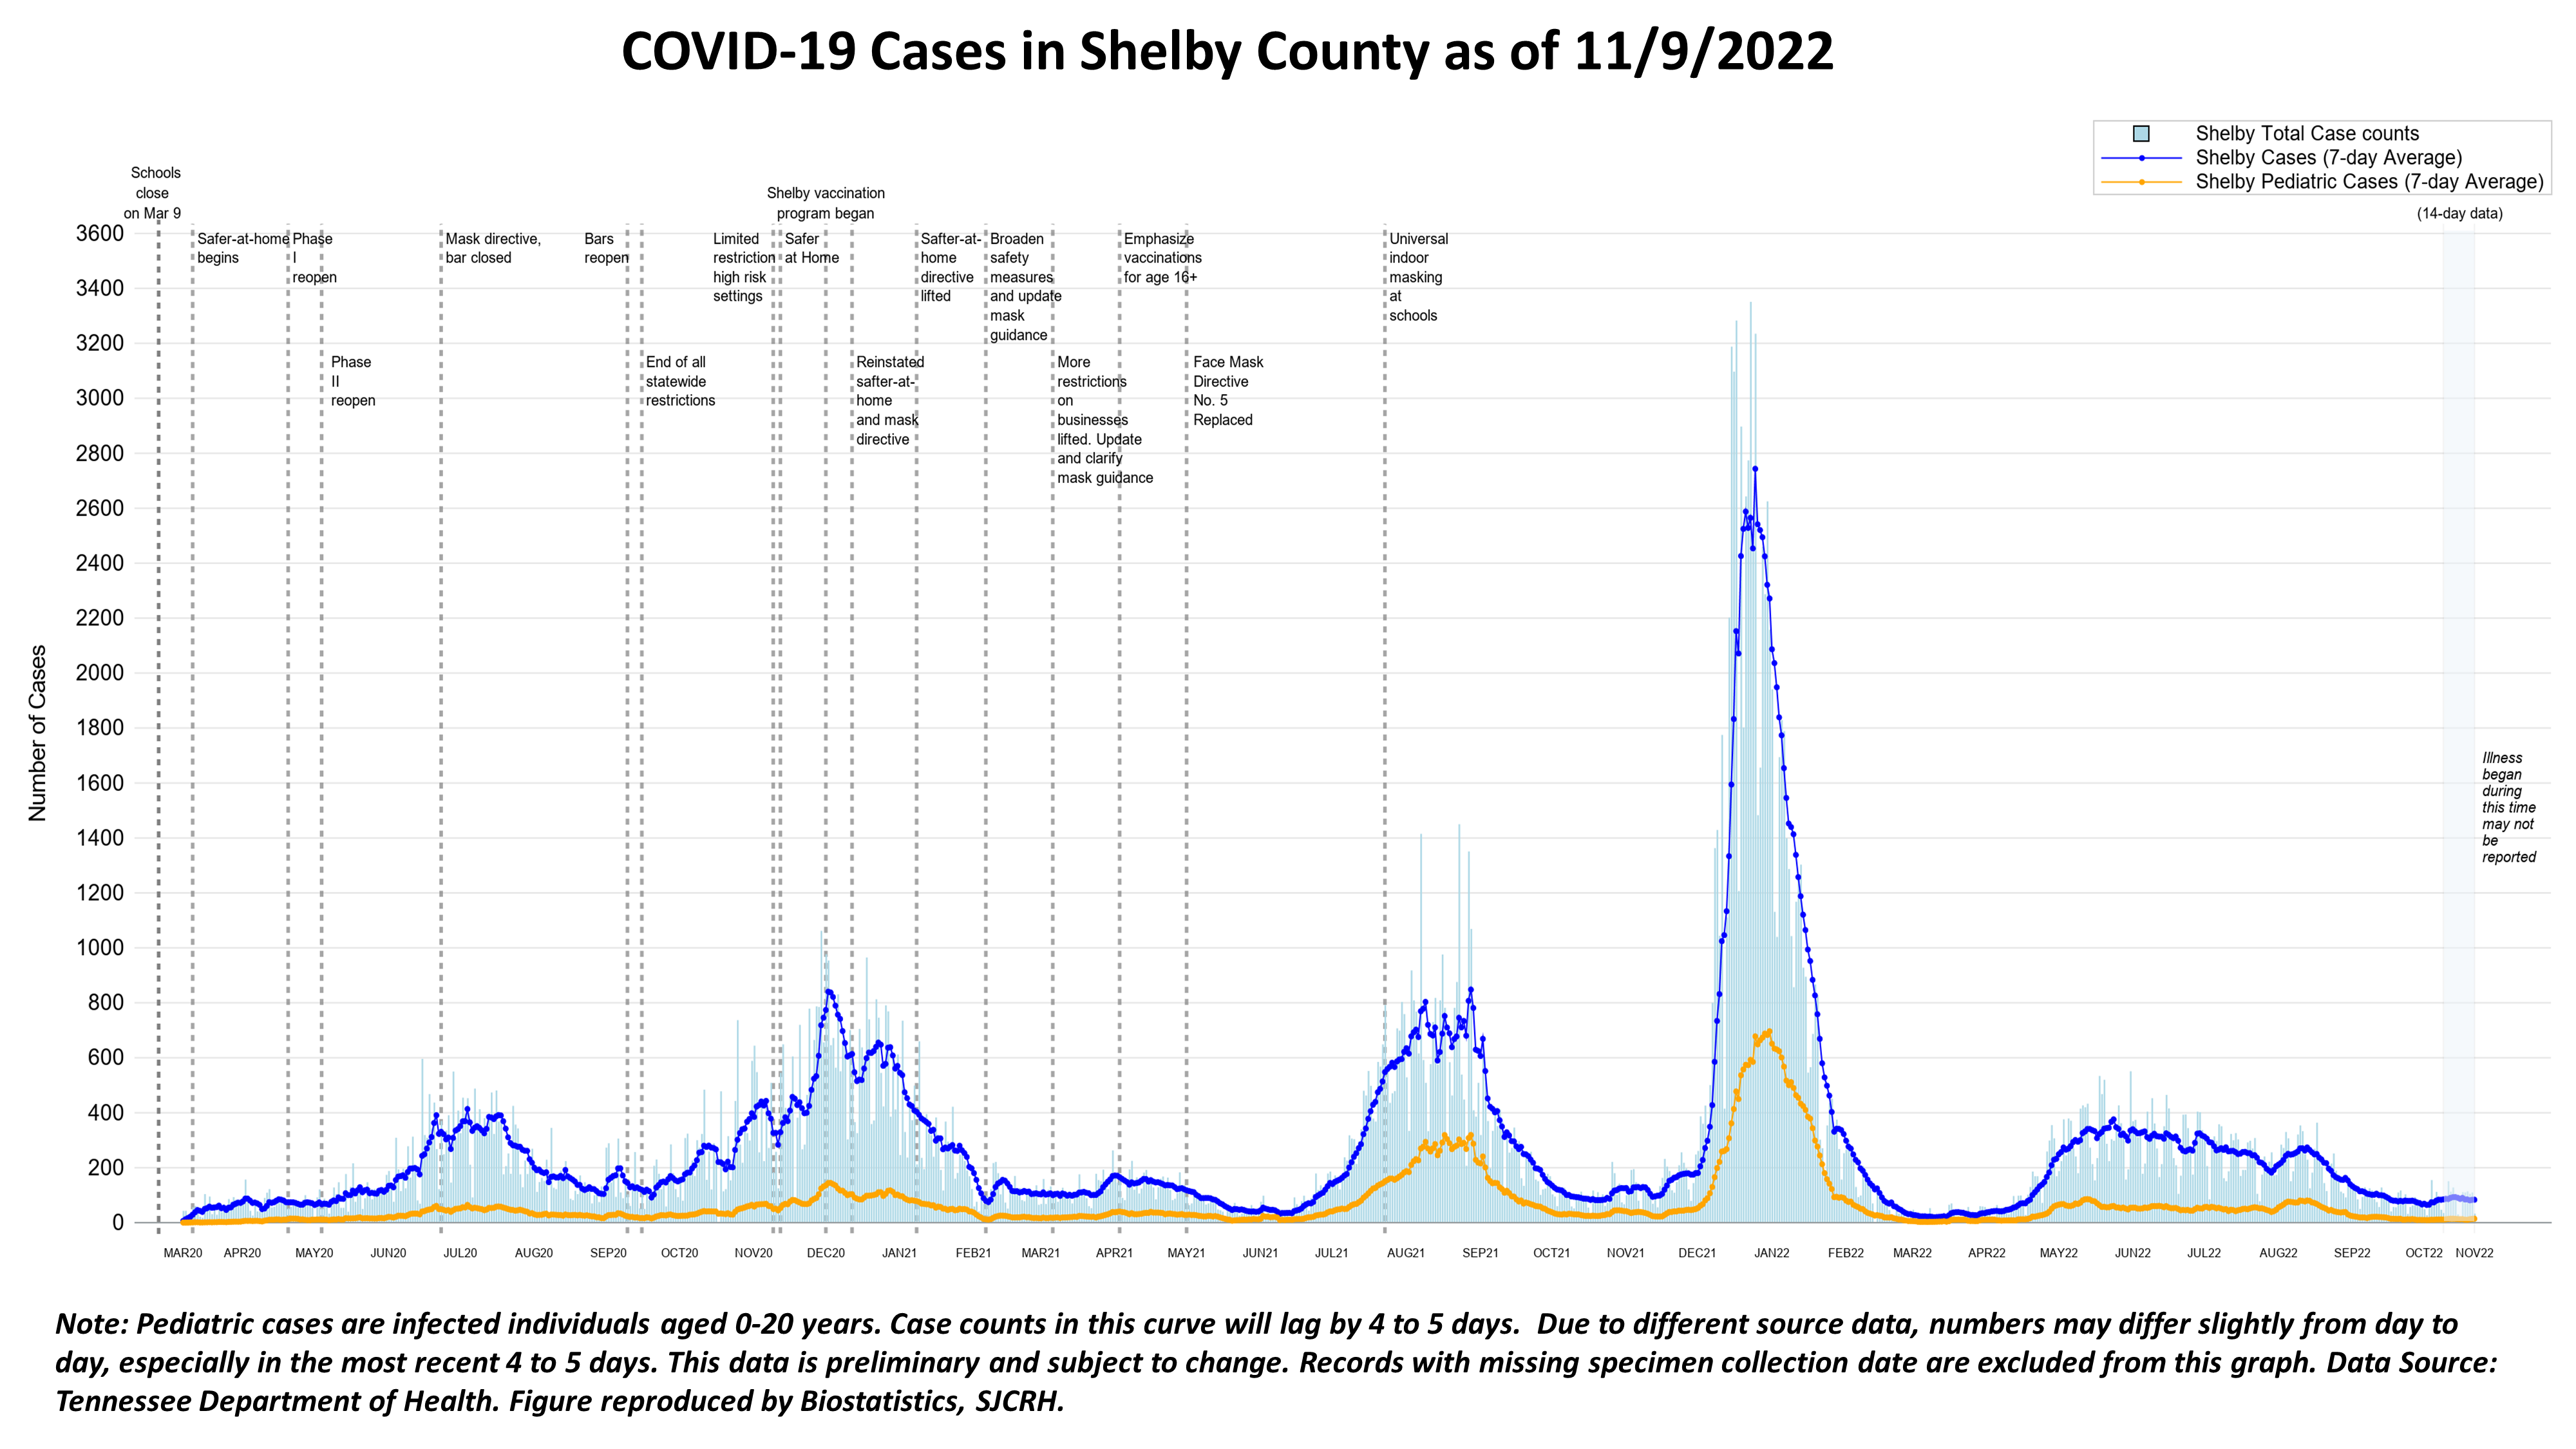 COVID-19 Cases in Shelby County as of 11/9/2022
Shelby Total Case counts
Shelby Cases (7-day Average)
Shelby Pediatric Cases (7-day Average)
(14-day data)
Schools
close
on Mar 9
Shelby vaccination
program began
Safer-at-home
begins
Phase
I
reopen
Mask directive,
bar closed
Bars
reopen
Limited
restriction
high risk
settings
Safer
at Home
Safter-at-
home
directive
lifted
Broaden
safety
measures
and update
mask
guidance
Emphasize
vaccinations
for age 16+
Universal
indoor
masking
at
schools
Phase
II
reopen
End of all
statewide
restrictions
Reinstated
safter-at-
home
and mask
directive
More
restrictions
on
businesses
lifted. Update
and clarify
mask guidance
Face Mask
Directive
No. 5
Replaced
Illness
began
during
this time
may not
be
reported
Number of Cases
3600
3400
3200
3000
2800
2600
2400
2200
2000
1800
1600
1400
1200
1000
800
600
400
200
0
MAR20 APR20 MAY20 JUN20 JUL20 AUG20 SEP20 OCT20 NOV20 DEC20 JAN21 FEB21 MAR21 APR21 MAY21 JUN21 JUL21 AUG21 SEP21 OCT21 NOV21 DEC21 JAN22 FEB22 MAR22 APR22 MAY22 JUN22 JUL22 AUG22 SEP22 OCT22 NOV22
Note: Pediatric cases are infected individuals aged 0-20 years. Case counts in this curve will lag by 4 to 5 days.  Due to different source data, numbers may differ slightly from day to
day, especially in the most recent 4 to 5 days. This data is preliminary and subject to change. Records with missing specimen collection date are excluded from this graph. Data Source:
Tennessee Department of Health. Figure reproduced by Biostatistics, SJCRH.